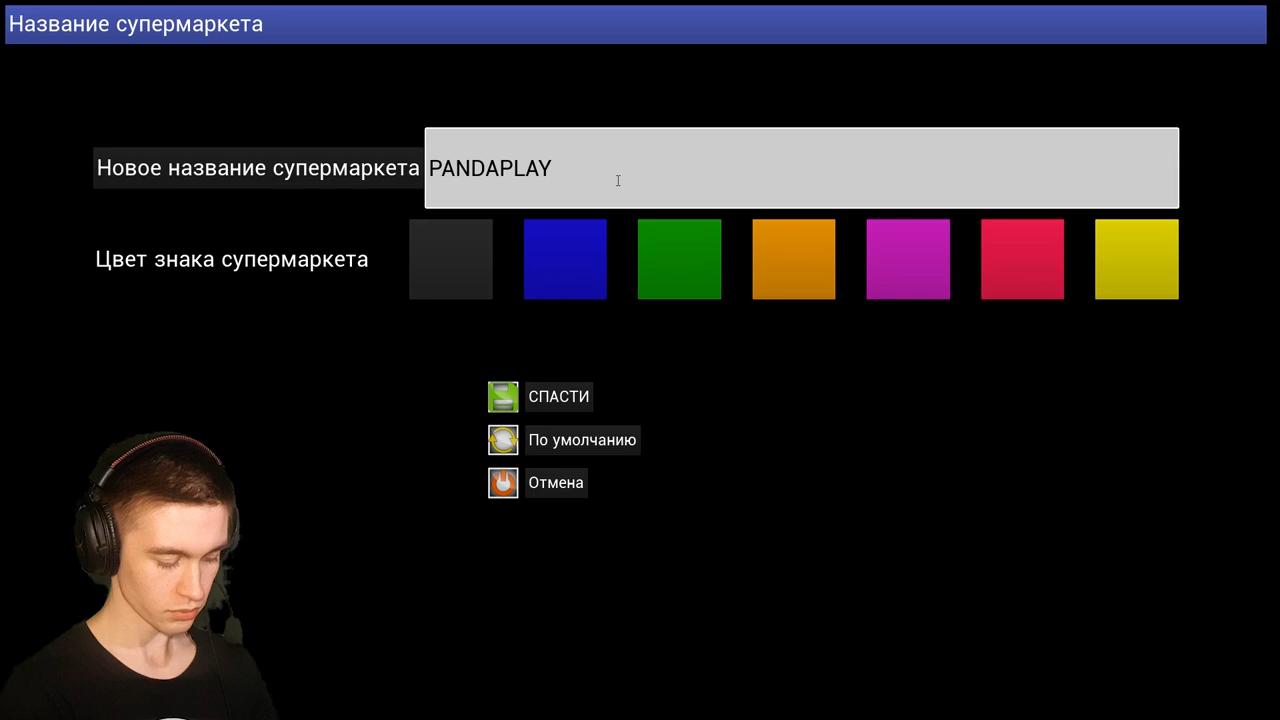 Название супермаркета
Новое название супермаркета PANDAPLAY
Цвет знака супермаркета
СПАСТИ
По умолчанию
Отмена